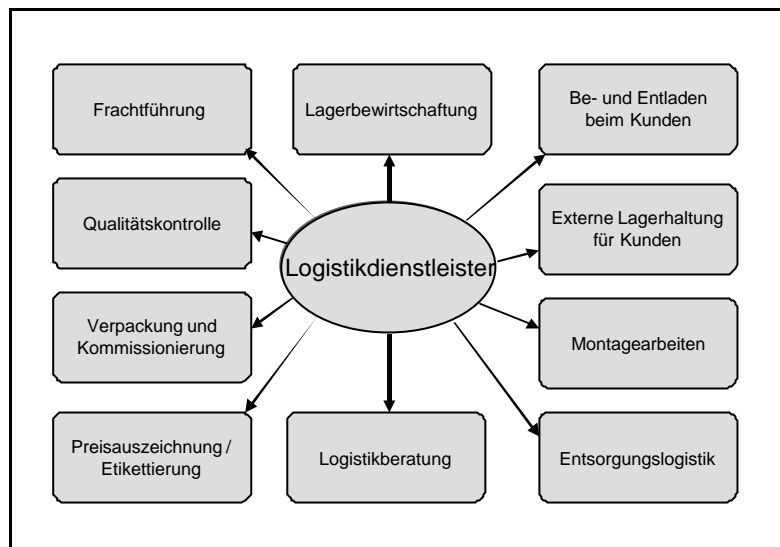 Frachtführung
Lagerbewirtschaftung
Be- und Entladen
beim Kunden
Qualitätskontrolle
Externe Lagerhaltung
für Kunden
Logistikdienstleister
Verpackung und
Kommissionierung
Montagearbeiten
Preisauszeichnung /
Etikettierung
Logistikberatung
Entsorgungslogistik